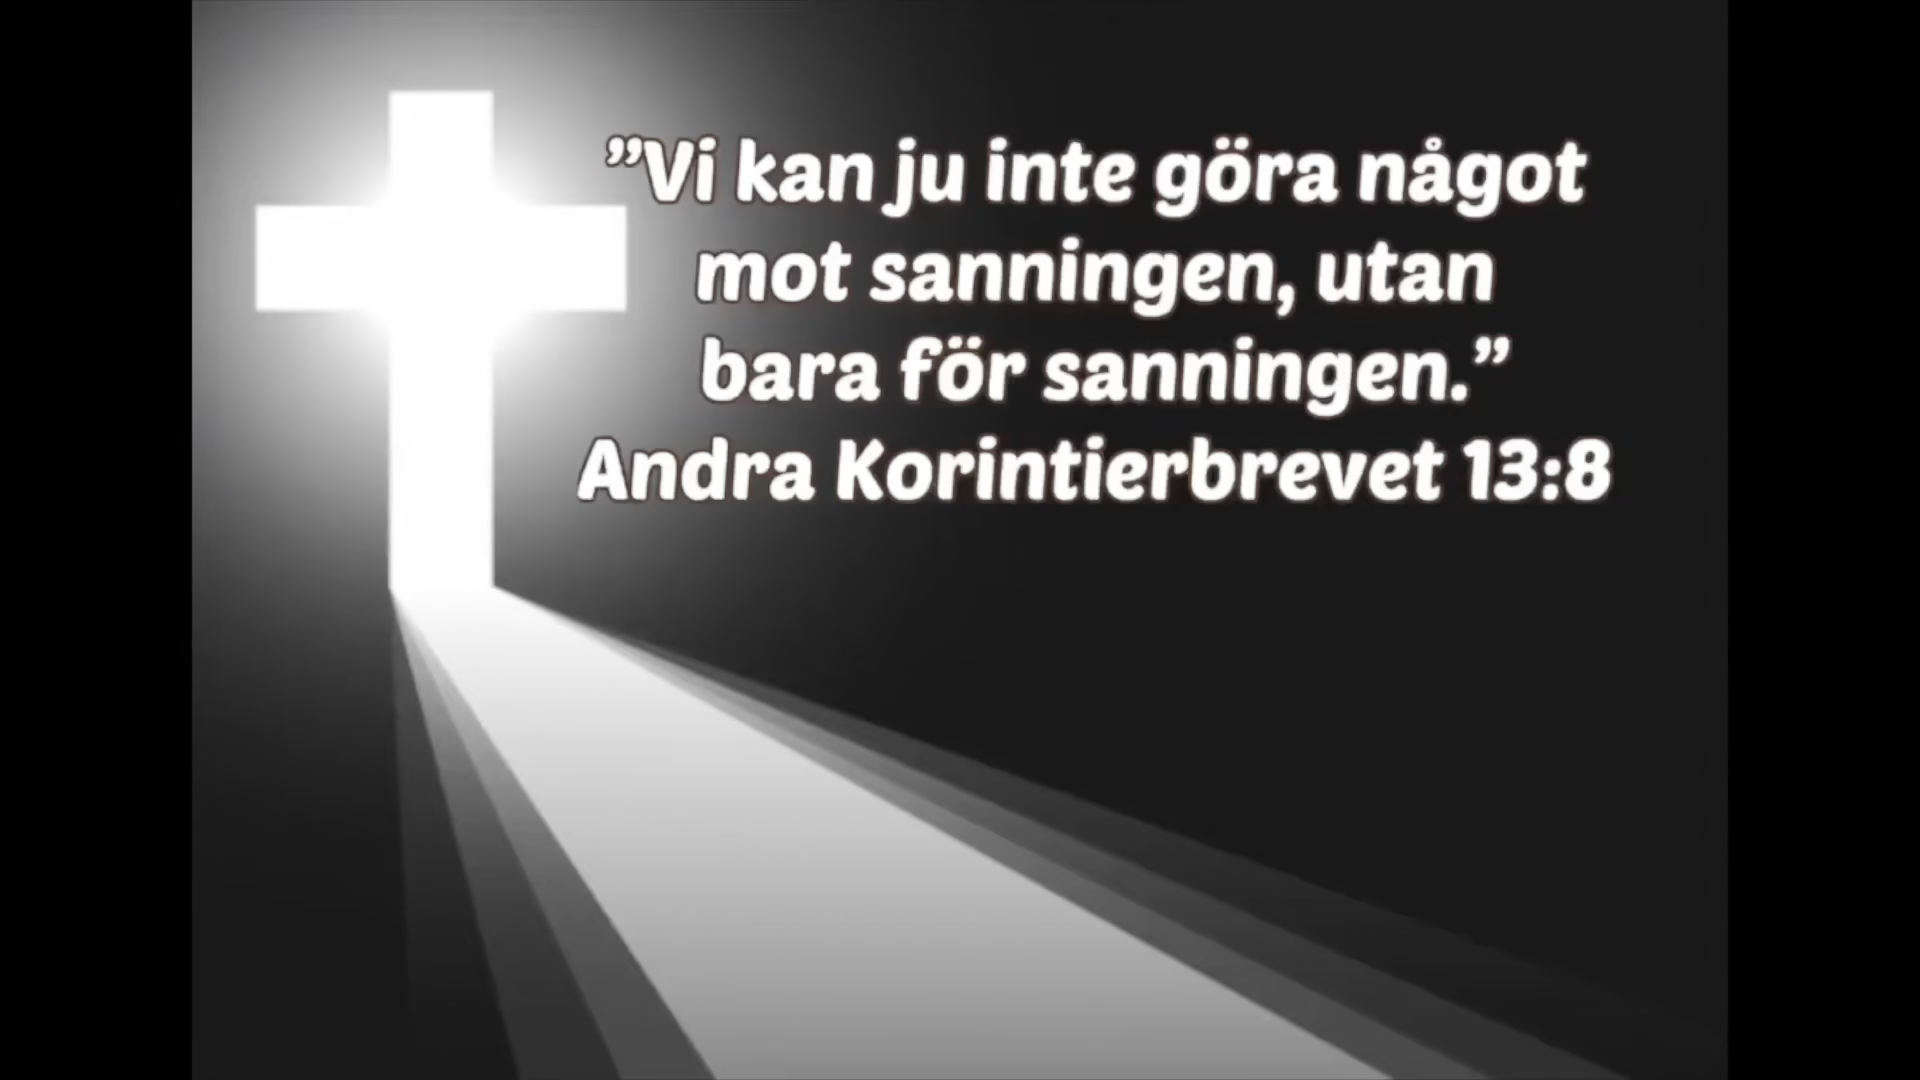 ”Vi kan ju inte göra något
mot sanningen, utan
bara för sanningen.”
Andra Korintierbrevet 13:8